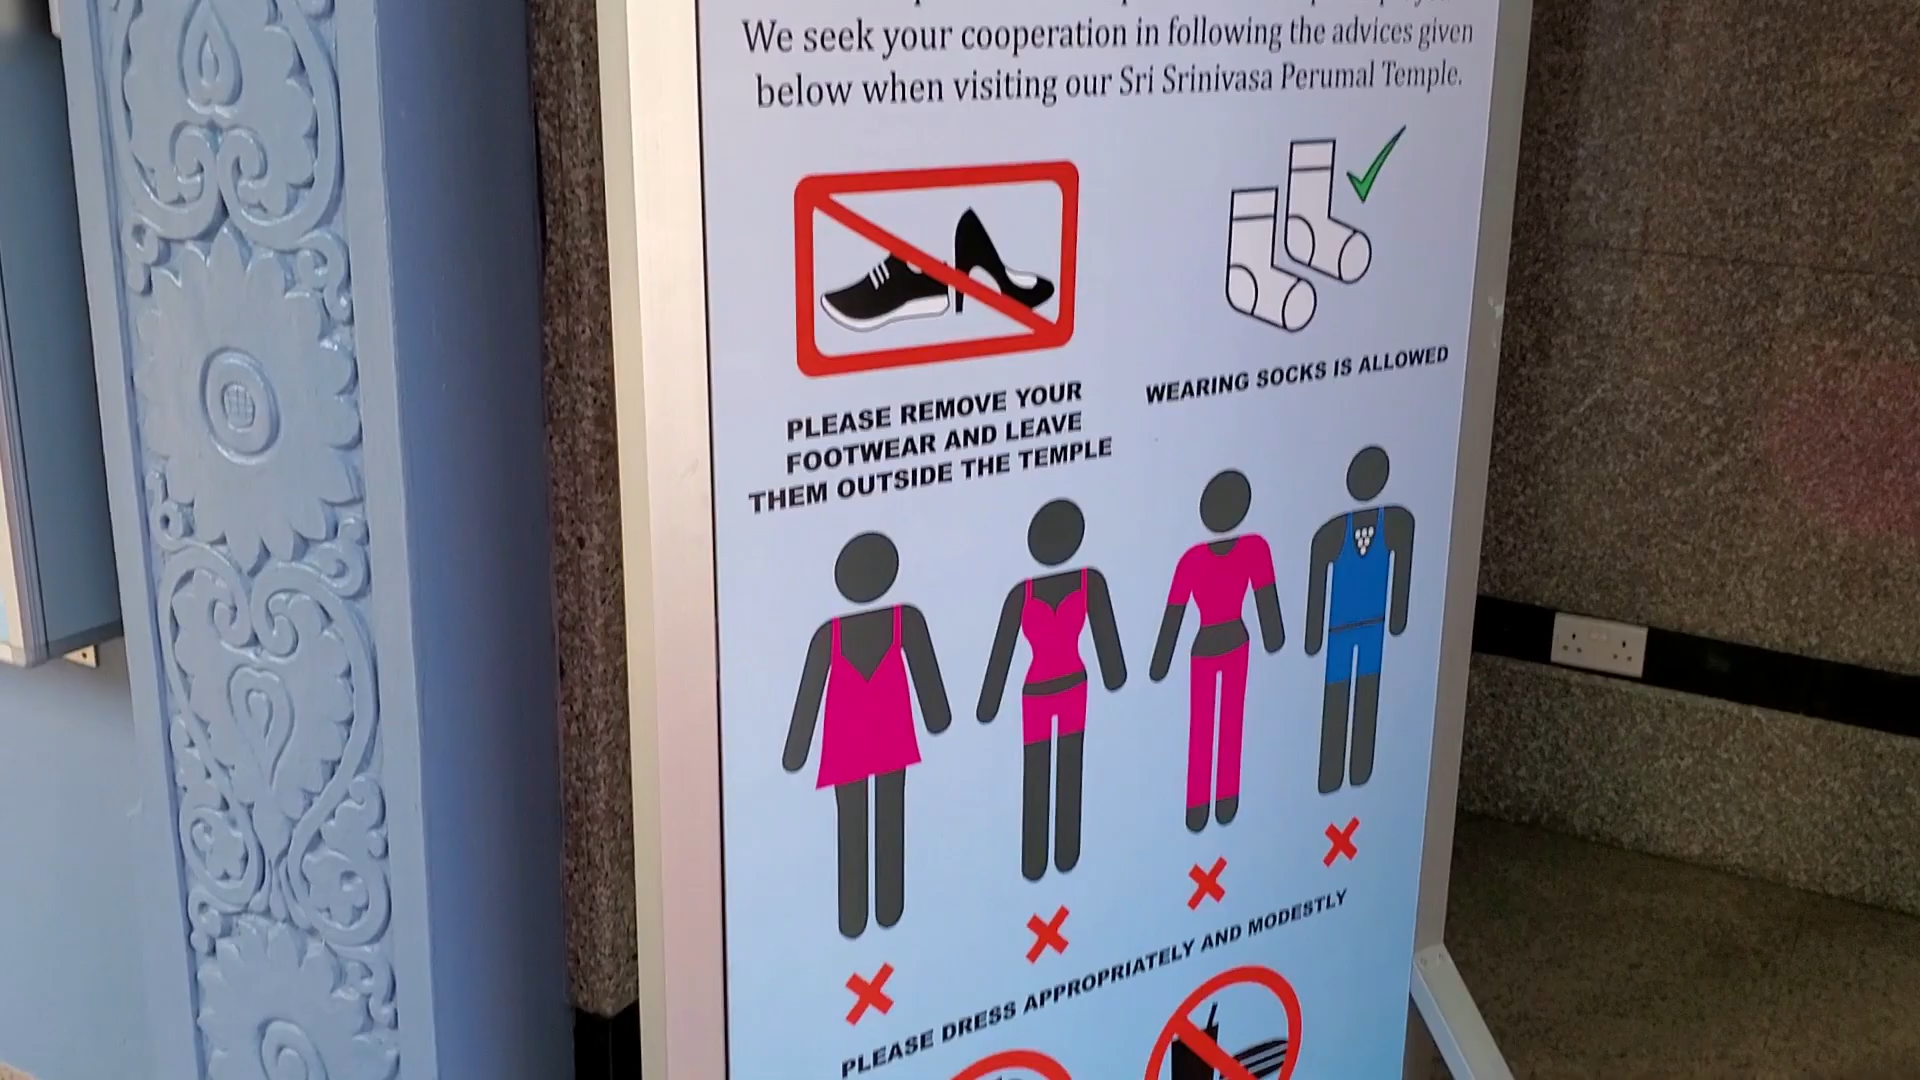 We seek your cooperation in following the advices given
below when visiting our Sri Srinivasa Perumal Temple.
PLEASE REMOVE YOUR
FOOTWEAR AND LEAVE
THEM OUTSIDE THE TEMPLE
WEARING SOCKS IS ALLOWED
PLEASE DRESS APPROPRIATELY AND MODESTLY